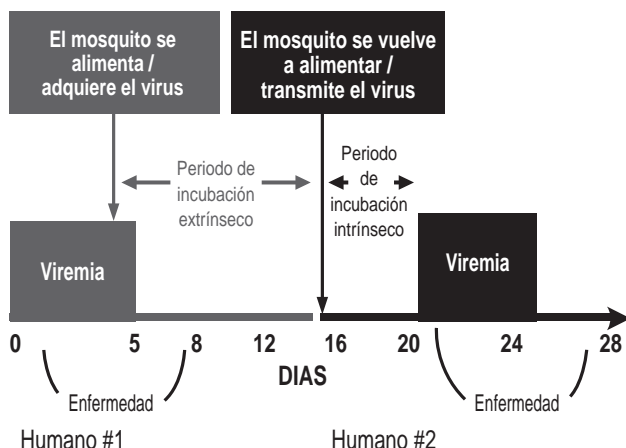 El mosquito se
alimenta /
adquiere el virus
El mosquito se vuelve
a alimentar /
transmite el virus
Periodo de
incubación
extrínseco
Periodo
de
incubación
intrínseco
Viremia
Viremia
0 5 8 12 16 20 24 28
DIAS
Enfermedad
Enfermedad
Humano #1
Humano #2